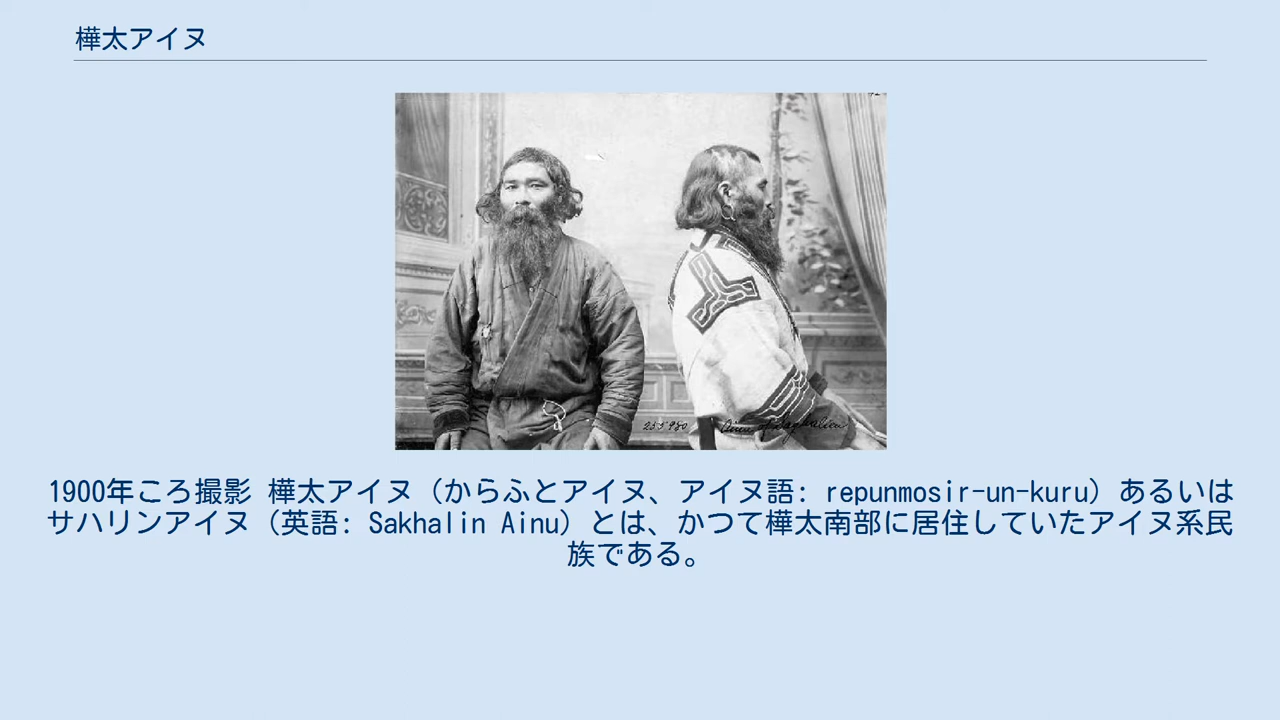 樺太アイヌ
1900年ころ撮影 樺太アイヌ（からふとアイヌ、アイヌ語: repunmosir-un-kuru）あるいは
サハリンアイヌ（英語: Sakhalin Ainu）とは、かつて樺太南部に居住していたアイヌ系民
族である。